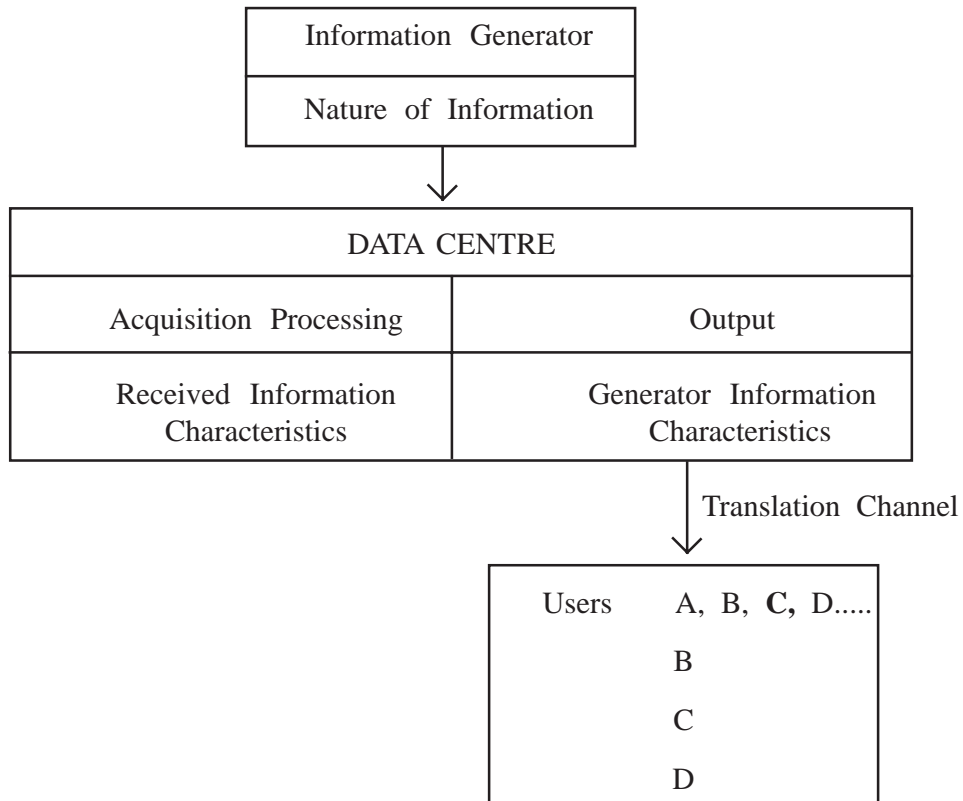 Information Generator
Nature of Information
DATA CENTRE
Acquisition Processing
Output
Received Information
Characteristics
Generator Information
Characteristics
Translation Channel
Users A, B, C, D.....
B
C
D